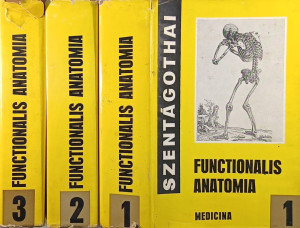 FUNCTIONALIS ANATOMIA
3
FUNCTIONALIS ANATOMIA
2
FUNCTIONALIS ANATOMIA
1
SZENTÁGOTHAI
FUNCTIONALIS
ANATOMIA
MEDICINA
1